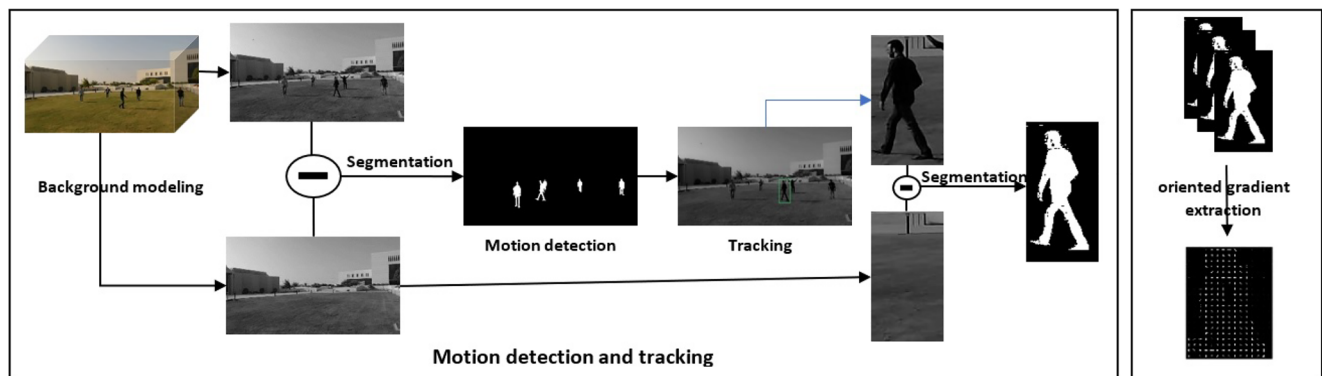 Background modeling
Segmentation
Motion detection
Tracking
Segmentation
Motion detection and tracking
oriented gradient
extraction